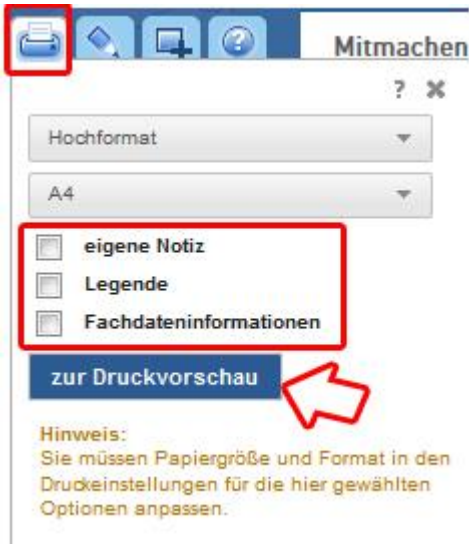 Mitmachen
?
Hochformat
A4
eigene Notiz
Legende
Fachdateninformationen
zur Druckvorschau
Hinweis:
Sie müssen Papiergröße und Format in den
Druckeinstellungen für die hier gewählten
Optionen anpassen.